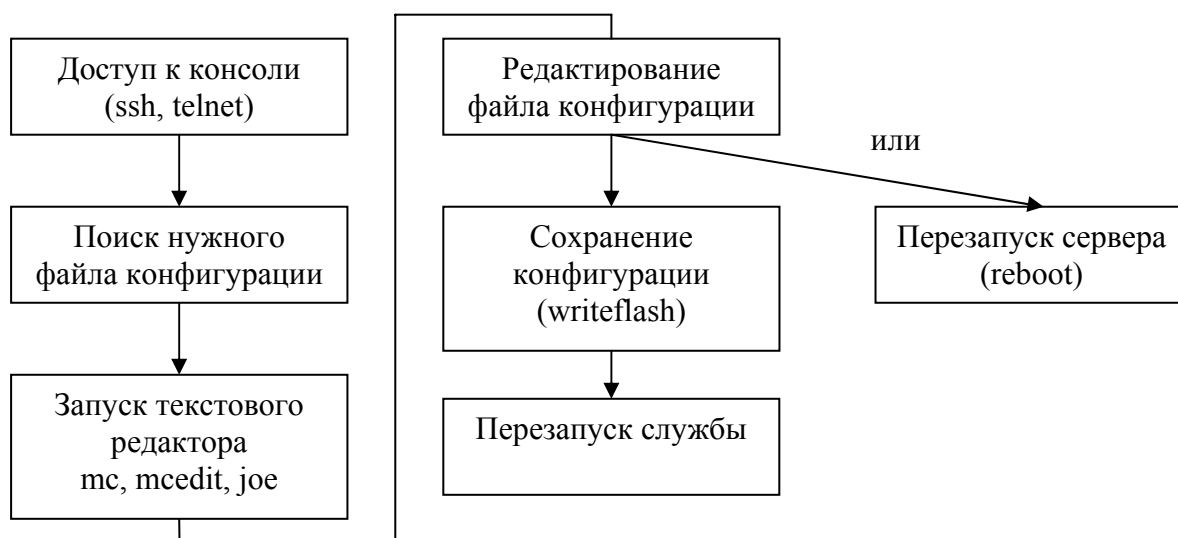 Доступ к консоли
(ssh, telnet)
Поиск нужного
файла конфигурации
Запуск текстового
редактора
mc, mcedit, joe
Редактирование
файла конфигурации
или
Сохранение
конфигурации
(writeflash)
Перезапуск сервера
(reboot)
Перезапуск службы